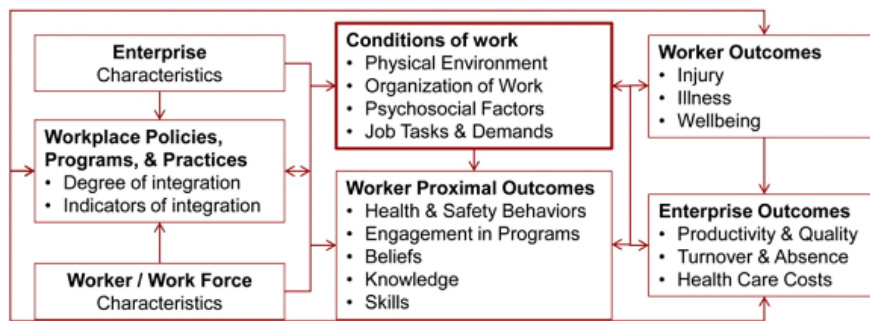 Enterprise
Characteristics
Workplace Policies,
Programs, & Practices
• Degree of integration
• Indicators of integration
Worker / Work Force
Characteristics
Conditions of work
• Physical Environment
• Organization of Work
• Psychosocial Factors
• Job Tasks & Demands
Worker Proximal Outcomes
• Health & Safety Behaviors
• Engagement in Programs
• Beliefs
• Knowledge
• Skills
Worker Outcomes
• Injury
• Illness
• Wellbeing
Enterprise Outcomes
• Productivity & Quality
• Turnover & Absence
• Health Care Costs